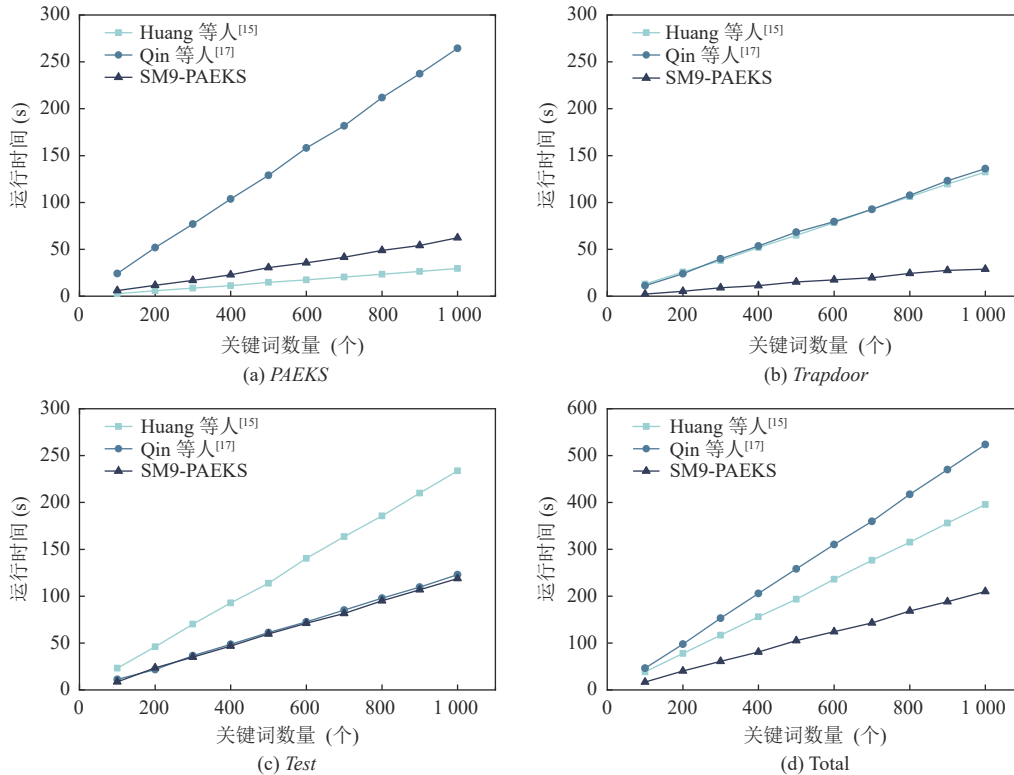 300
250
200
150
100
50
0
运行时间 (s)
Huang 等人[15]
Qin 等人[17]
SM9-PAEKS
0 200 400 600 800 1 000
关键词数量 (个)
(a) PAEKS
300
250
200
150
100
50
0
运行时间 (s)
Huang 等人[15]
Qin 等人[17]
SM9-PAEKS
0 200 400 600 800 1 000
关键词数量 (个)
(b) Trapdoor
300
250
200
150
100
50
0
运行时间 (s)
Huang 等人[15]
Qin 等人[17]
SM9-PAEKS
0 200 400 600 800 1 000
关键词数量 (个)
(c) Test
600
500
400
300
200
100
0
运行时间 (s)
Huang 等人[15]
Qin 等人[17]
SM9-PAEKS
0 200 400 600 800 1 000
关键词数量 (个)
(d) Total